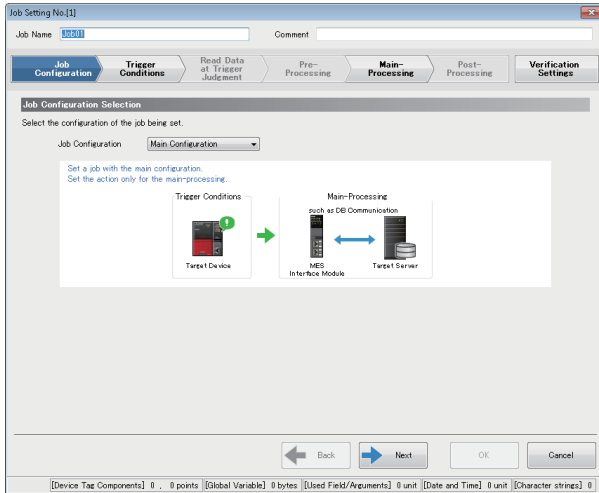 Job Setting No.[1]
Job Name Job01 Comment
Job Configuration
Trigger Conditions
Read Data at Trigger Judgment
Pre-Processing
Main-Processing
Post-Processing
Verification Settings
Job Configuration Selection
Select the configuration of the job being set.
Job Configuration Main Configuration
Set a job with the main configuration.
Set the action only for the main-processing.
Trigger Conditions
Target Device
Main-Processing
such as DB Communication
MES
Interface Module
Target Server
Back Next OK Cancel
[Device Tag Components] 0 , 0 points [Global Variable] 0 bytes [Used Field/Arguments] 0 unit [Date and Time] 0 unit [Character strings] 0